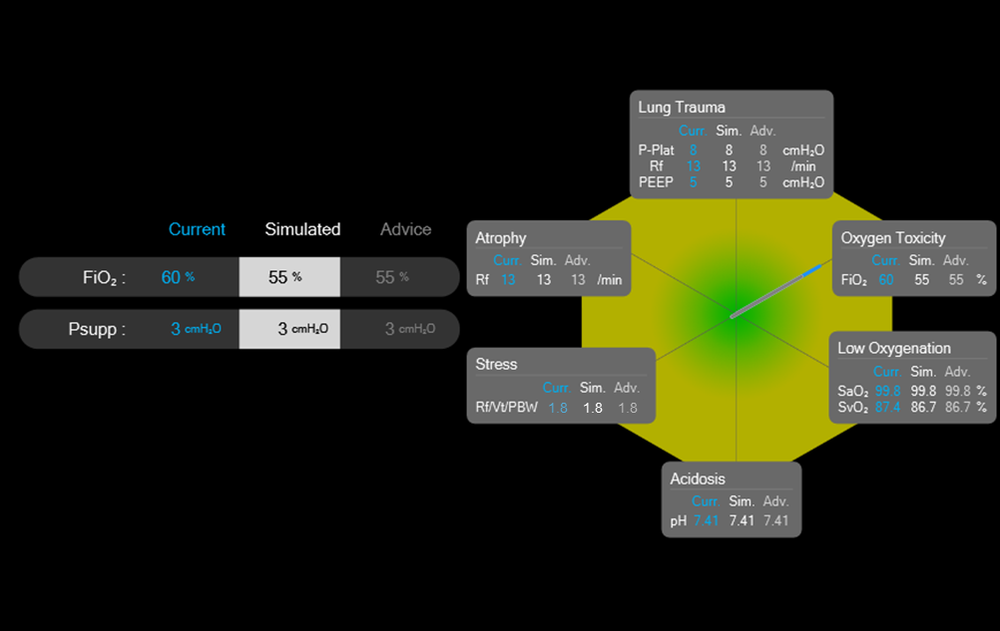 Current Simulated Advice
FiO₂ : 60 % 55 % 55 %
Psupp : 3 cmH₂O 3 cmH₂O 3 cmH₂O
Lung Trauma
Curr. Sim. Adv.
P-Plat 8 8 8 cmH₂O
Rf 13 13 13 /min
PEEP 5 5 5 cmH₂O
Atrophy
Curr. Sim. Adv.
Rf 13 13 13 /min
Oxygen Toxicity
Curr. Sim. Adv.
FiO₂ 60 55 55 %
Stress
Curr. Sim. Adv.
Rf/Vt/PBW 1.8 1.8 1.8
Low Oxygenation
Curr. Sim. Adv.
SaO₂ 99.8 99.8 99.8 %
SvO₂ 87.4 86.7 86.7 %
Acidosis
Curr. Sim. Adv.
pH 7.41 7.41 7.41